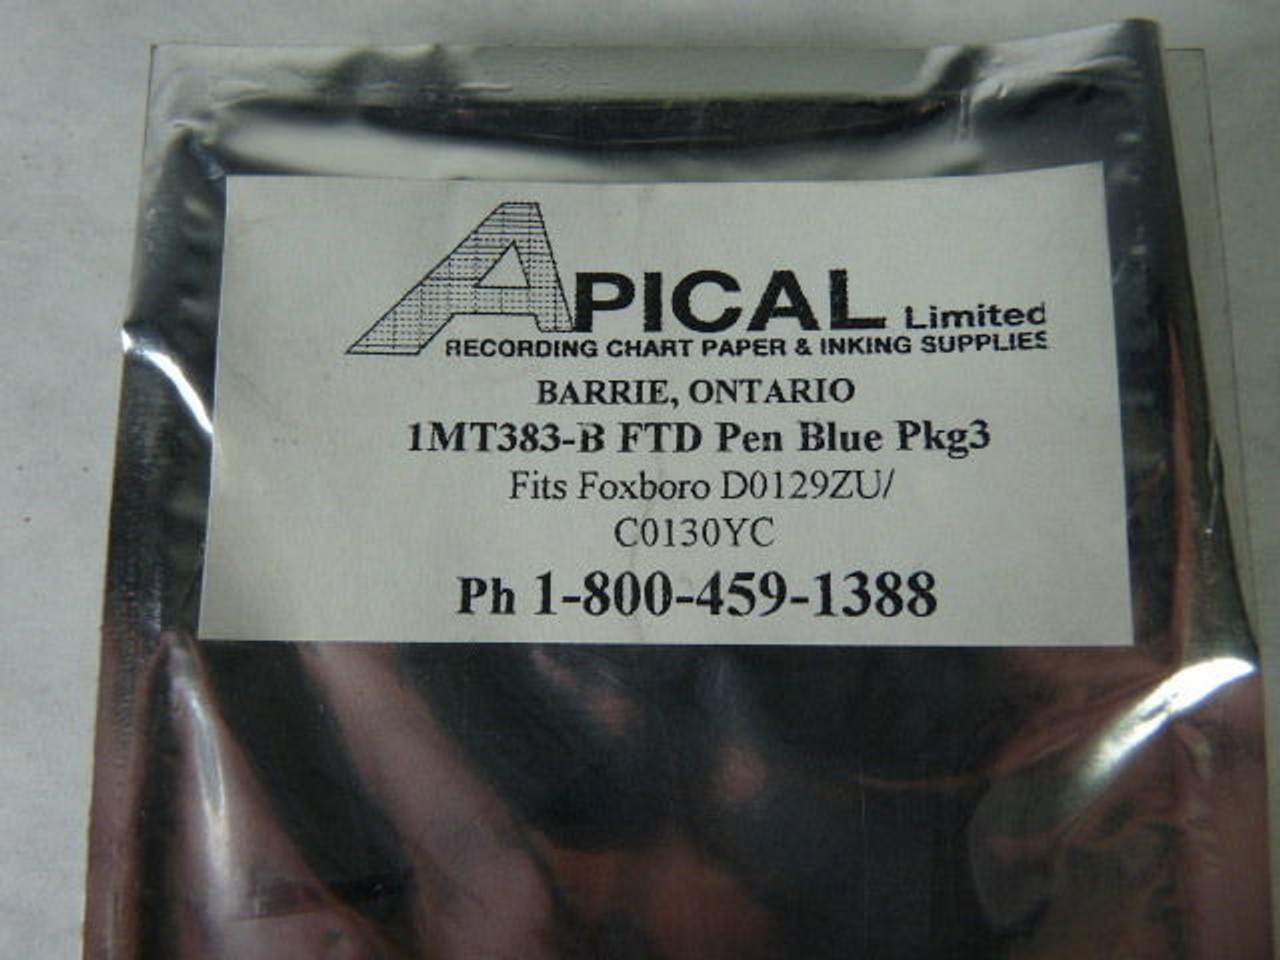 APICAL Limited
RECORDING CHART PAPER & INKING SUPPLIES
BARRIE, ONTARIO
1MT383-B FTD Pen Blue Pkg3
Fits Foxboro D0129ZU/
C0130YC
Ph 1-800-459-1388